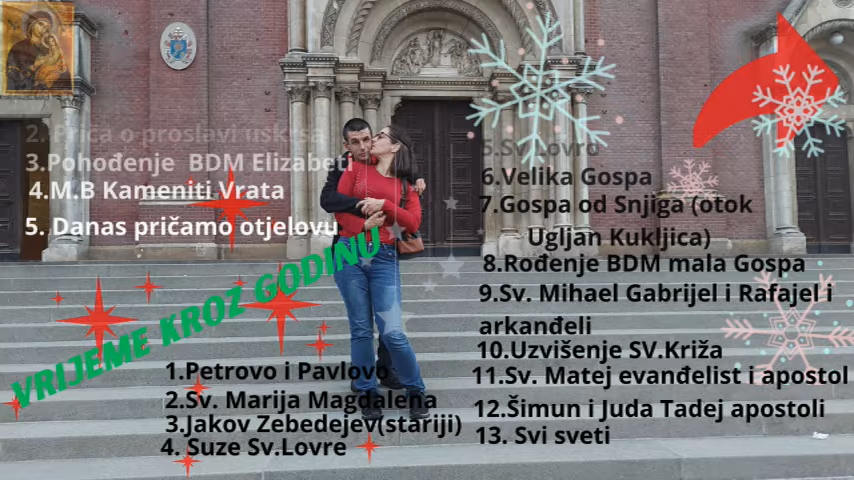 2. Priča o proslavi uskrsa
3.Pohođenje BDM Elizabeti
4.M.B Kameniti Vrata
5. Danas pričamo otjelovu
VRIJEME KROZ GODINU
1.Petrovo i Pavlovo
2.Sv. Marija Magdalena
3.Jakov Zebedejev(stariji)
4. Suze Sv.Lovre
5.Sv.Lovro
6.Velika Gospa
7.Gospa od Snjiga (otok
Ugljan Kukljica)
8.Rođenje BDM mala Gospa
9.Sv. Mihael Gabrijel i Rafajel i
arkanđeli
10.Uzvišenje SV.Križa
11.Sv. Matej evanđelist i apostol
12.Šimun i Juda Tadej apostoli
13. Svi sveti